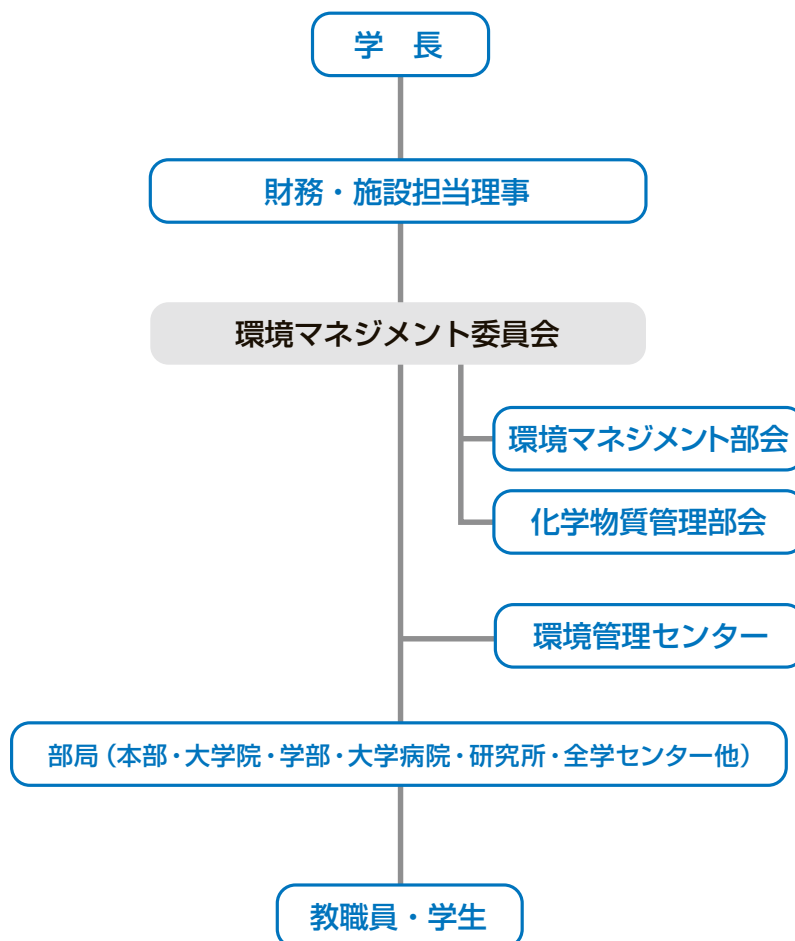 学　長
財務・施設担当理事
環境マネジメント委員会
環境マネジメント部会
化学物質管理部会
環境管理センター
部局（本部・大学院・学部・大学病院・研究所・全学センター他）
教職員・学生